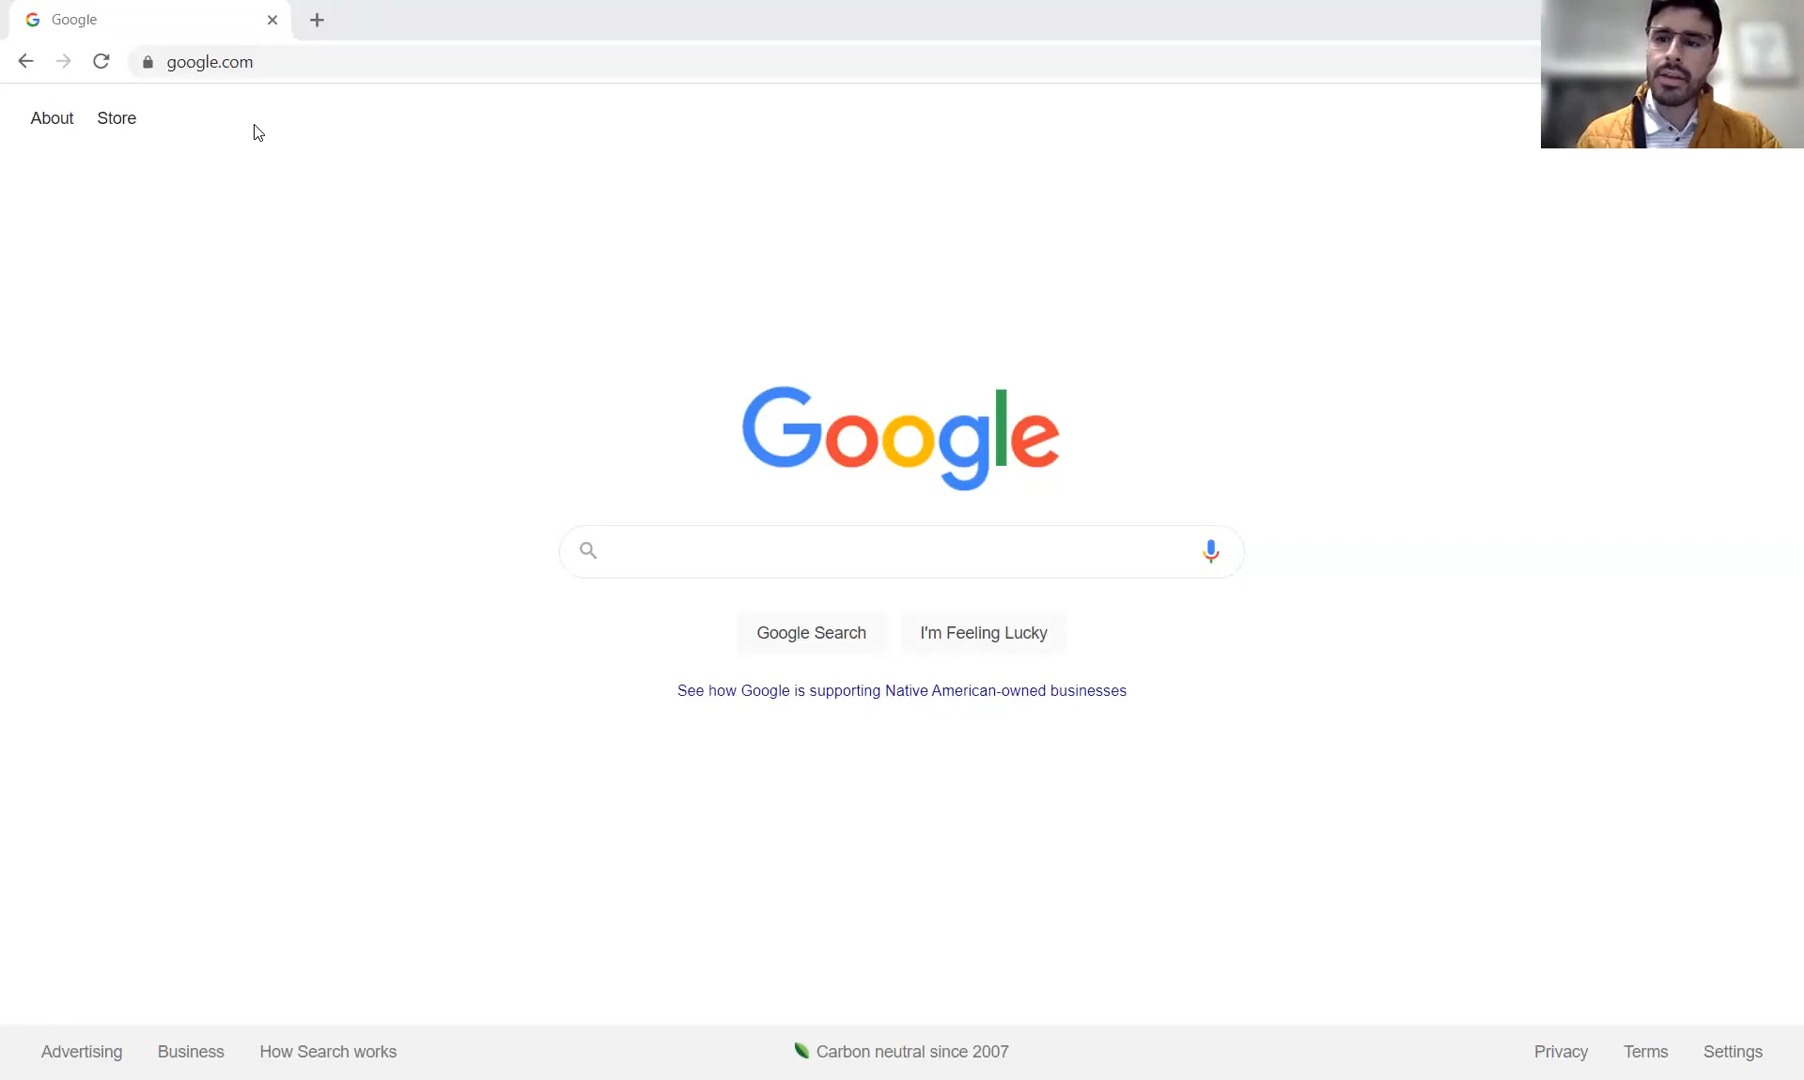 Google
google.com
About Store
Google
Google Search I'm Feeling Lucky
See how Google is supporting Native American-owned businesses
Advertising Business How Search works Carbon neutral since 2007 Privacy Terms Settings